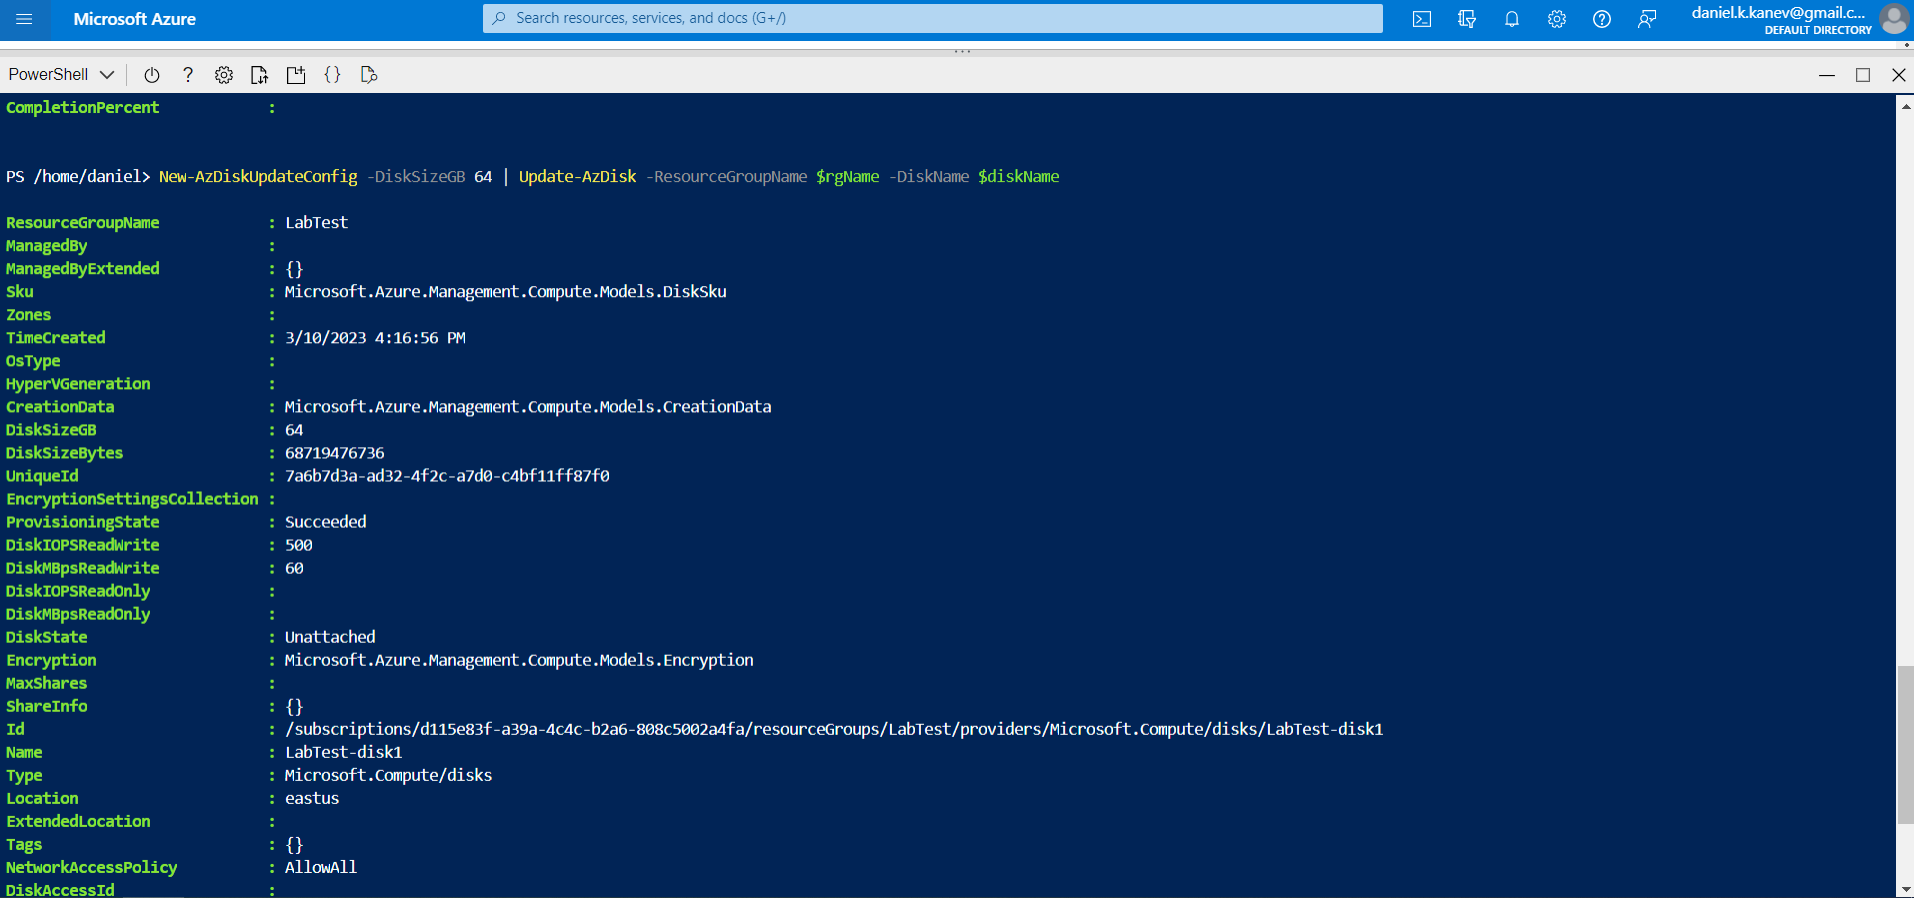 Microsoft Azure
Search resources, services, and docs (G+/)
daniel.k.kanev@gmail.c...
DEFAULT DIRECTORY
PowerShell
CompletionPercent :
PS /home/daniel> New-AzDiskUpdateConfig -DiskSizeGB 64 | Update-AzDisk -ResourceGroupName $rgName -DiskName $diskName
ResourceGroupName : LabTest
ManagedBy :
ManagedByExtended : {}
Sku : Microsoft.Azure.Management.Compute.Models.DiskSku
Zones :
TimeCreated : 3/10/2023 4:16:56 PM
OsType :
HyperVGeneration :
CreationData : Microsoft.Azure.Management.Compute.Models.CreationData
DiskSizeGB : 64
DiskSizeBytes : 68719476736
UniqueId : 7a6b7d3a-ad32-4f2c-a7d0-c4bf11ff87f0
EncryptionSettingsCollection :
ProvisioningState : Succeeded
DiskIOPSReadWrite : 500
DiskMBpsReadWrite : 60
DiskIOPSReadOnly :
DiskMBpsReadOnly :
DiskState : Unattached
Encryption : Microsoft.Azure.Management.Compute.Models.Encryption
MaxShares :
ShareInfo : {}
Id : /subscriptions/d115e83f-a39a-4c4c-b2a6-808c5002a4fa/resourceGroups/LabTest/providers/Microsoft.Compute/disks/LabTest-disk1
Name : LabTest-disk1
Type : Microsoft.Compute/disks
Location : eastus
ExtendedLocation :
Tags : {}
NetworkAccessPolicy : AllowAll
DiskAccessId :